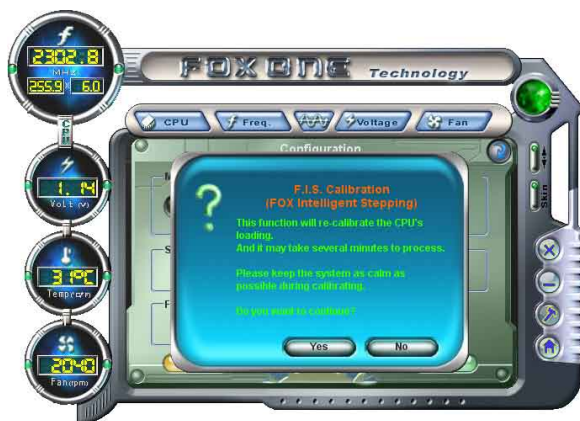 2302.8
MHz
255.9 x 6.0
CPU
1.14
Volt.(v)
31°C
Temp(c/f)
2040
Fan(rpm)
FOX ONE Technology
CPU
Freq.
Voltage
Fan
Configuration
F.I.S. Calibration
(FOX Intelligent Stepping)
This function will re-calibrate the CPU's
loading.
And it may take several minutes to process.
Please keep the system as calm as
possible during calibrating.
Do you want to continue?
Yes
No
Skin